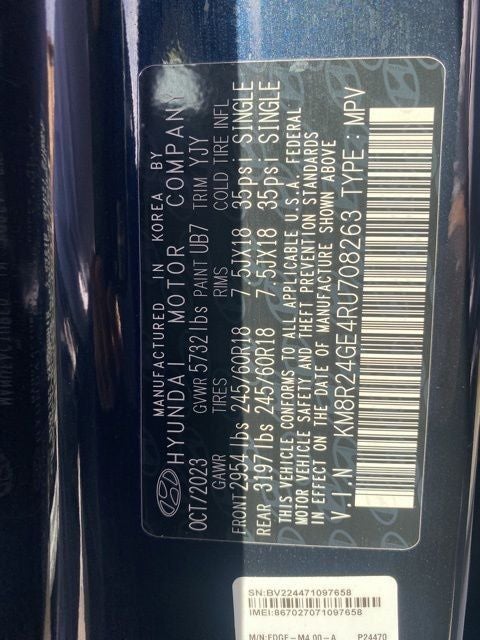 MANUFACTURED IN KOREA BY
HYUNDAI MOTOR COMPANY
OCT/2023 GVWR 5732 lbs PAINT UB7 TRIM YJY
GAWR TIRES RIMS COLD TIRE INFL
FRONT 2954 lbs 245/60R18 7.5JX18 35psi SINGLE
REAR 3197 lbs 245/60R18 7.5JX18 35psi SINGLE
THIS VEHICLE CONFORMS TO ALL APPLICABLE U.S.A. FEDERAL
MOTOR VEHICLE SAFETY AND THEFT PREVENTION STANDARDS
IN EFFECT ON THE DATE OF MANUFACTURE SHOWN ABOVE
V.I.N : KM8R24GE4RU708263 TYPE : MPV
SN:BV224471097658
IMEI:867027071097658
M/N:EDGE-M4.00-A P24470